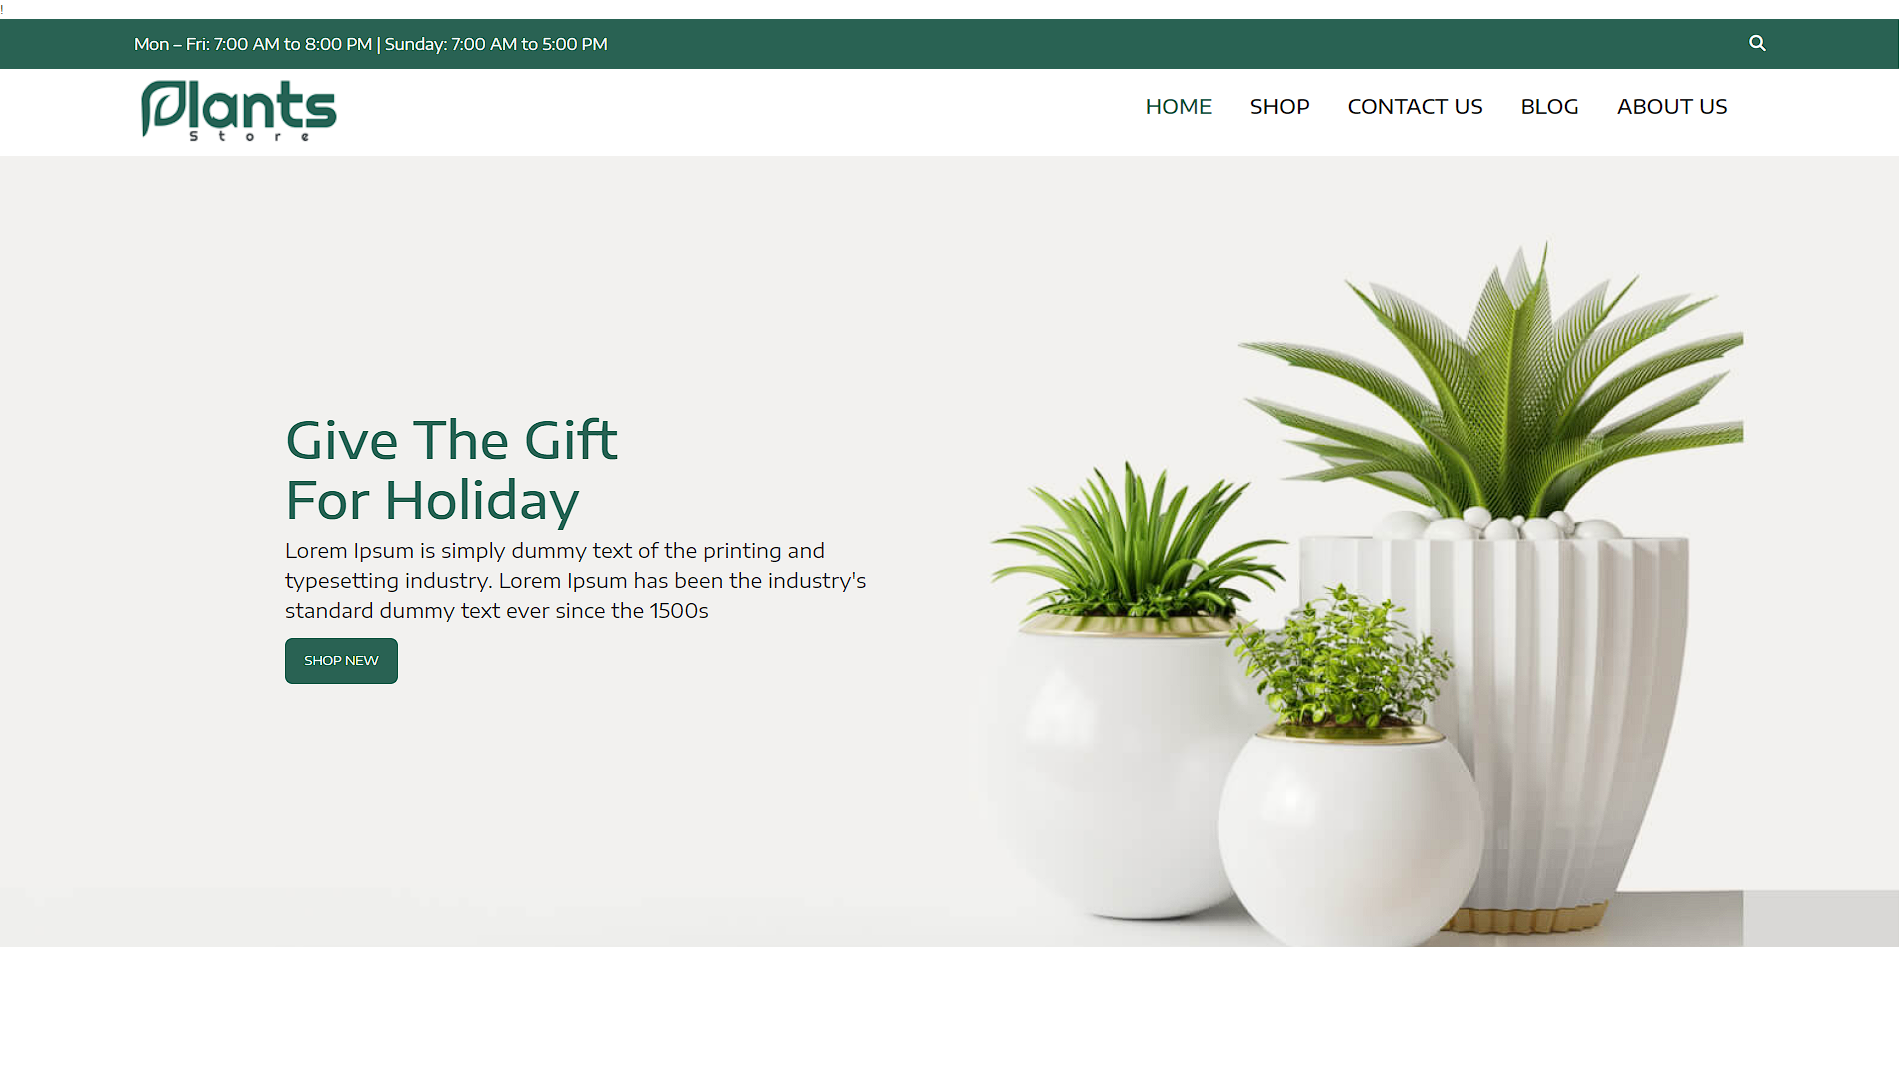 !
Mon – Fri: 7:00 AM to 8:00 PM | Sunday: 7:00 AM to 5:00 PM
Plants
Store
HOME SHOP CONTACT US BLOG ABOUT US
Give The Gift
For Holiday
Lorem Ipsum is simply dummy text of the printing and
typesetting industry. Lorem Ipsum has been the industry's
standard dummy text ever since the 1500s
SHOP NEW